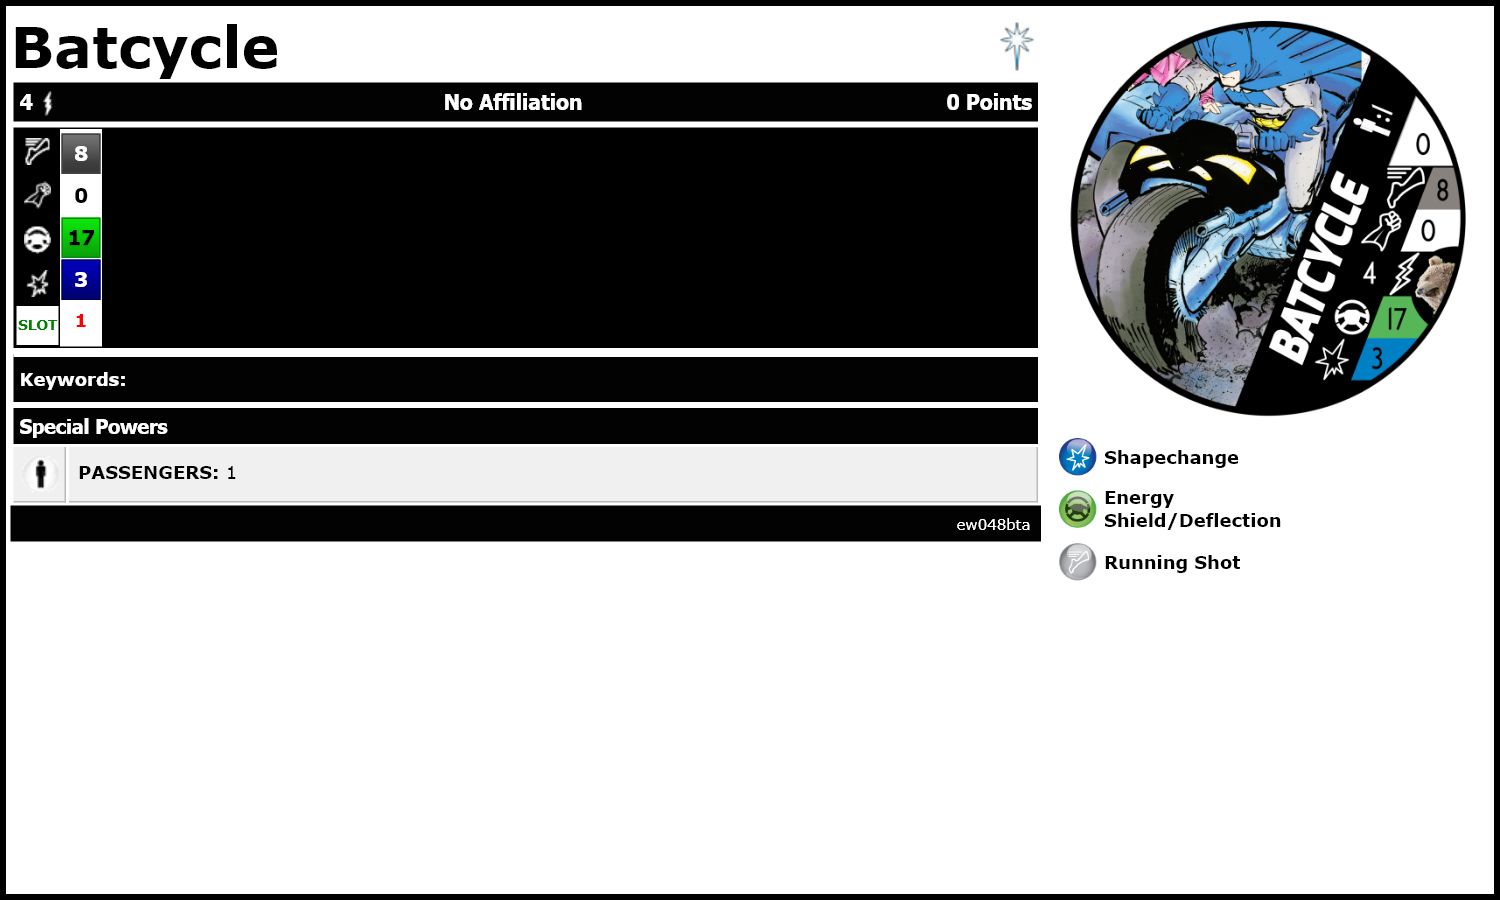 Batcycle
4 No Affiliation 0 Points
8
0
17
3
SLOT 1
Keywords:
Special Powers
PASSENGERS: 1
ew048bta
:-/
0
8
0
4
17
3
BATCYCLE
Shapechange
Energy
Shield/Deflection
Running Shot